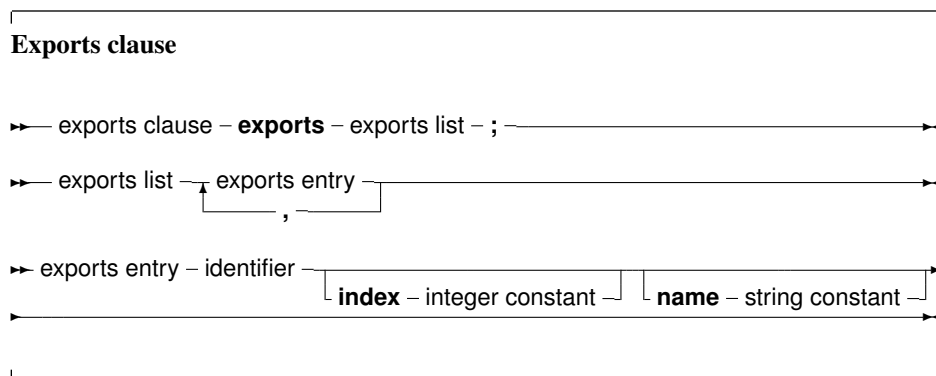 Exports clause
exports clause – exports – exports list – ;
exports list exports entry
,
exports entry – identifier
index – integer constant name – string constant